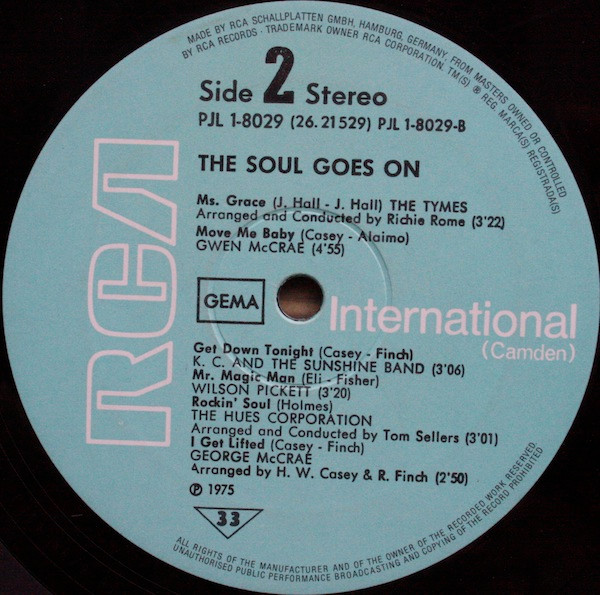 MADE BY RCA SCHALLPLATTEN GMBH, HAMBURG, GERMANY, FROM MASTERS OWNED OR CONTROLLED
BY RCA RECORDS · TRADEMARK OWNER RCA CORPORATION. TM(S) ® REG. MARCA(S) REGISTRADA(S)
Side 2 Stereo
PJL 1-8029 (26.21529) PJL 1-8029-B
THE SOUL GOES ON
Ms. Grace (J. Hall - J. Hall) THE TYMES
Arranged and Conducted by Richie Rome (3'22)
Move Me Baby (Casey - Alaimo)
GWEN McCRAE (4'55)
RCA
GEMA
International
(Camden)
Get Down Tonight (Casey - Finch)
K. C. AND THE SUNSHINE BAND (3'06)
Mr. Magic Man (Eli - Fisher)
WILSON PICKETT (3'20)
Rockin' Soul (Holmes)
THE HUES CORPORATION
Arranged and Conducted by Tom Sellers (3'01)
I Get Lifted (Casey - Finch)
GEORGE McCRAE
Arranged by H. W. Casey & R. Finch (2'50)
℗ 1975
33
ALL RIGHTS OF THE MANUFACTURER AND OF THE OWNER OF THE RECORDED WORK RESERVED.
UNAUTHORISED PUBLIC PERFORMANCE BROADCASTING AND COPYING OF THE RECORD PROHIBITED